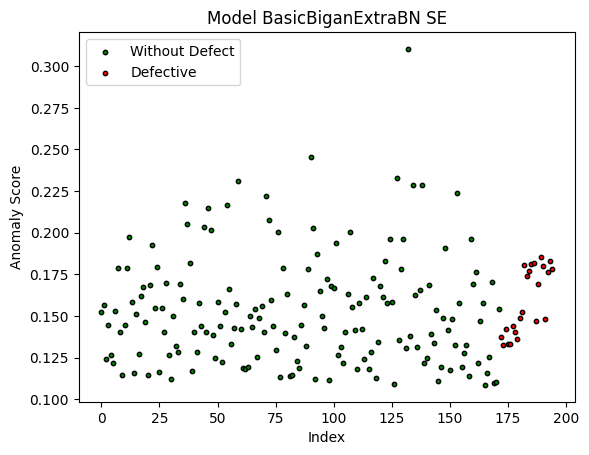 Model BasicBiganExtraBN SE
Without Defect
Defective
Anomaly Score
0.300
0.275
0.250
0.225
0.200
0.175
0.150
0.125
0.100
0 25 50 75 100 125 150 175 200
Index